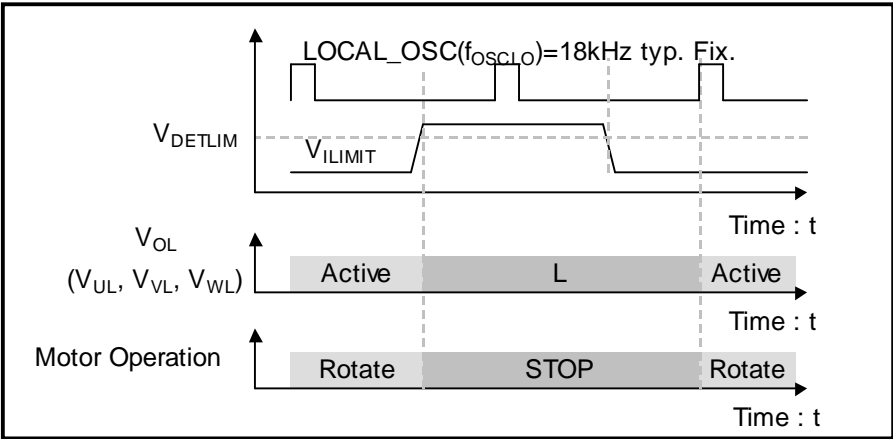 LOCAL_OSC(fOSCLO)=18kHz typ. Fix.
VDETLIM
VILIMIT
Time : t
VOL
(VUL, VVL, VWL)
Active L Active
Time : t
Motor Operation
Rotate STOP Rotate
Time : t